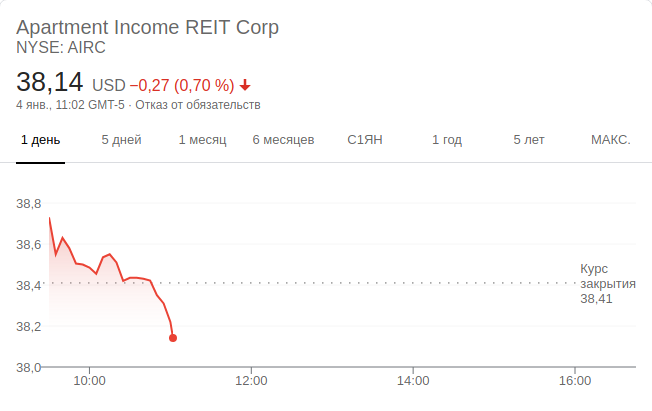 Apartment Income REIT Corp
NYSE: AIRC
38,14 USD −0,27 (0,70 %)
4 янв., 11:02 GMT-5 · Отказ от обязательств
1 день 5 дней 1 месяц 6 месяцев С1ЯН 1 год 5 лет МАКС.
38,8
38,6
38,4
38,2
38,0
Курс
закрытия
38,41
10:00 12:00 14:00 16:00